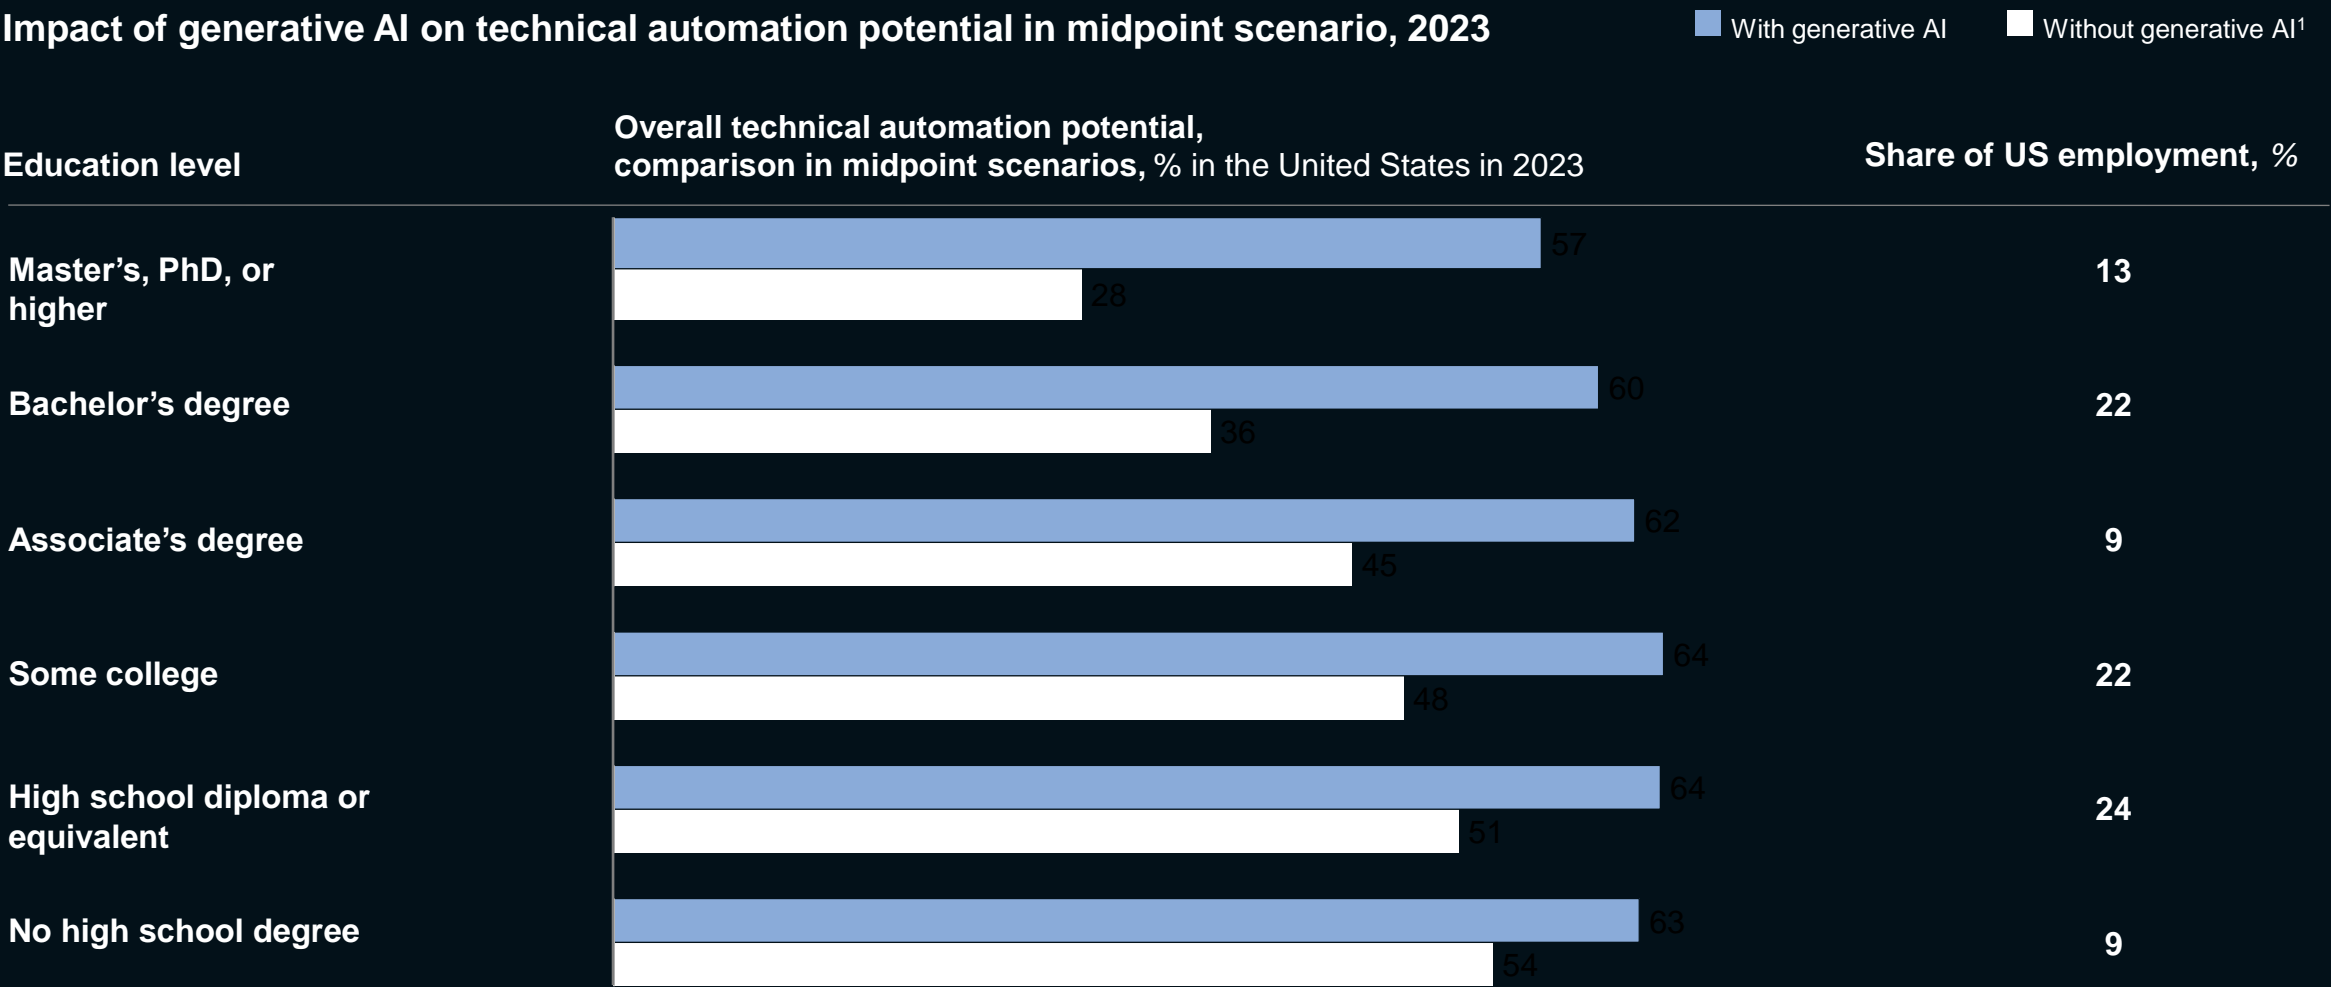 Impact of generative AI on technical automation potential in midpoint scenario, 2023
With generative AI
Without generative AI¹
Education level
Overall technical automation potential,
comparison in midpoint scenarios, % in the United States in 2023
Share of US employment, %
Master’s, PhD, or
higher
57
28
13
Bachelor’s degree
60
36
22
Associate’s degree
62
45
9
Some college
64
48
22
High school diploma or
equivalent
64
51
24
No high school degree
63
54
9